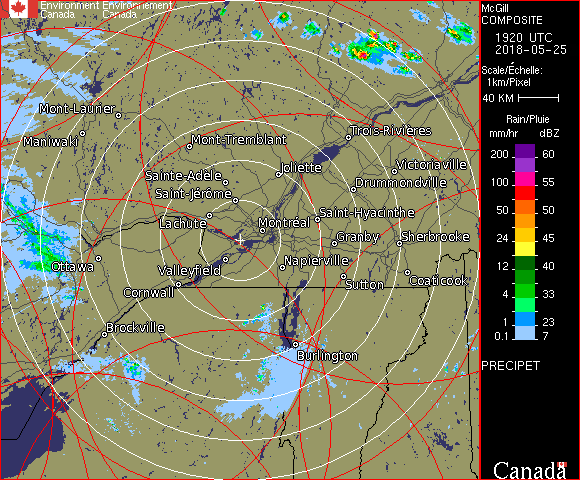 Environment Environnement
Canada Canada
McGill
COMPOSITE
1920 UTC
2018-05-25
Scale/Échelle:
1km/Pixel
40 KM
Rain/Pluie
mm/hr dBZ
200 60
100 55
50 50
24 45
12 40
4 33
1 23
0.1 7
PRECIPET
Mont-Laurier
Maniwaki
Mont-Tremblant
Trois-Rivières
Joliette
Victoriaville
Sainte-Adèle
Drummondville
Saint-Jérôme
Saint-Hyacinthe
Lachute
Montréal
Granby
Sherbrooke
Ottawa
Valleyfield
Napierville
Coaticook
Sutton
Cornwall
Brockville
Burlington
Canada